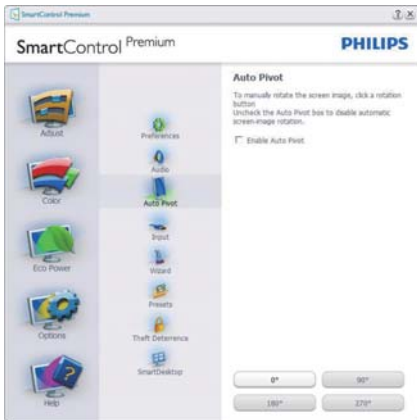 SmartControl Premium
SmartControl Premium
PHILIPS
Adjust
Color
Eco Power
Options
Help
Preferences
Audio
Auto Pivot
Input
Wizard
Presets
Theft Deterrence
SmartDesktop
Auto Pivot
To manually rotate the screen image, click a rotation
button
Uncheck the Auto Pivot box to disable automatic
screen-image rotation.
Enable Auto Pivot
0°
90°
180°
270°